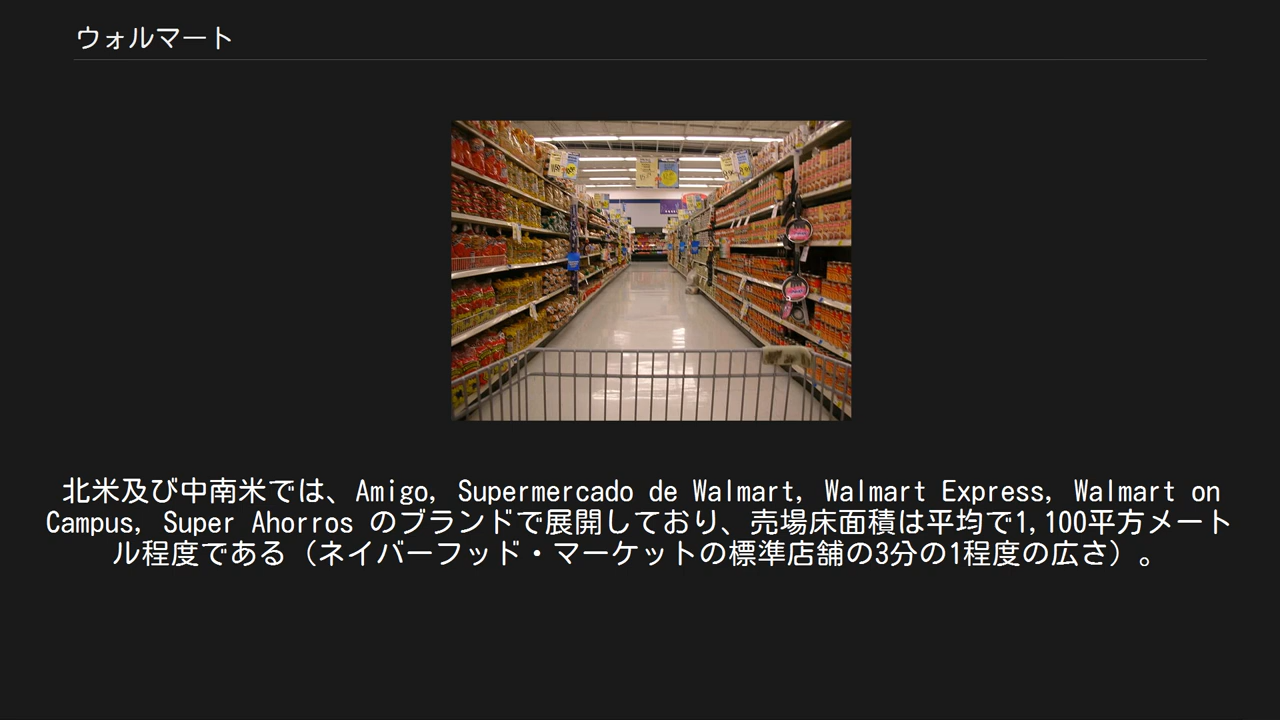 ウォルマート
北米及び中南米では、Amigo, Supermercado de Walmart, Walmart Express, Walmart on
Campus, Super Ahorros のブランドで展開しており、売場床面積は平均で1,100平方メート
ル程度である（ネイバーフッド・マーケットの標準店舗の3分の1程度の広さ）。